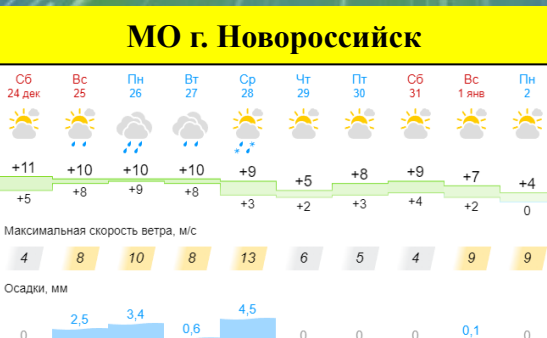 МО г. Новороссийск
Сб Вс Пн Вт Ср Чт Пт Сб Вс Пн
24 дек 25 26 27 28 29 30 31 1 янв 2
+11 +10 +10 +10 +9 +5 +8 +9 +7 +4
+5 +8 +9 +8 +3 +2 +3 +4 +2 0
Максимальная скорость ветра, м/с
4 8 10 8 13 6 5 4 9 9
Осадки, мм
0 2,5 3,4 0,6 4,5 0 0 0 0,1 0